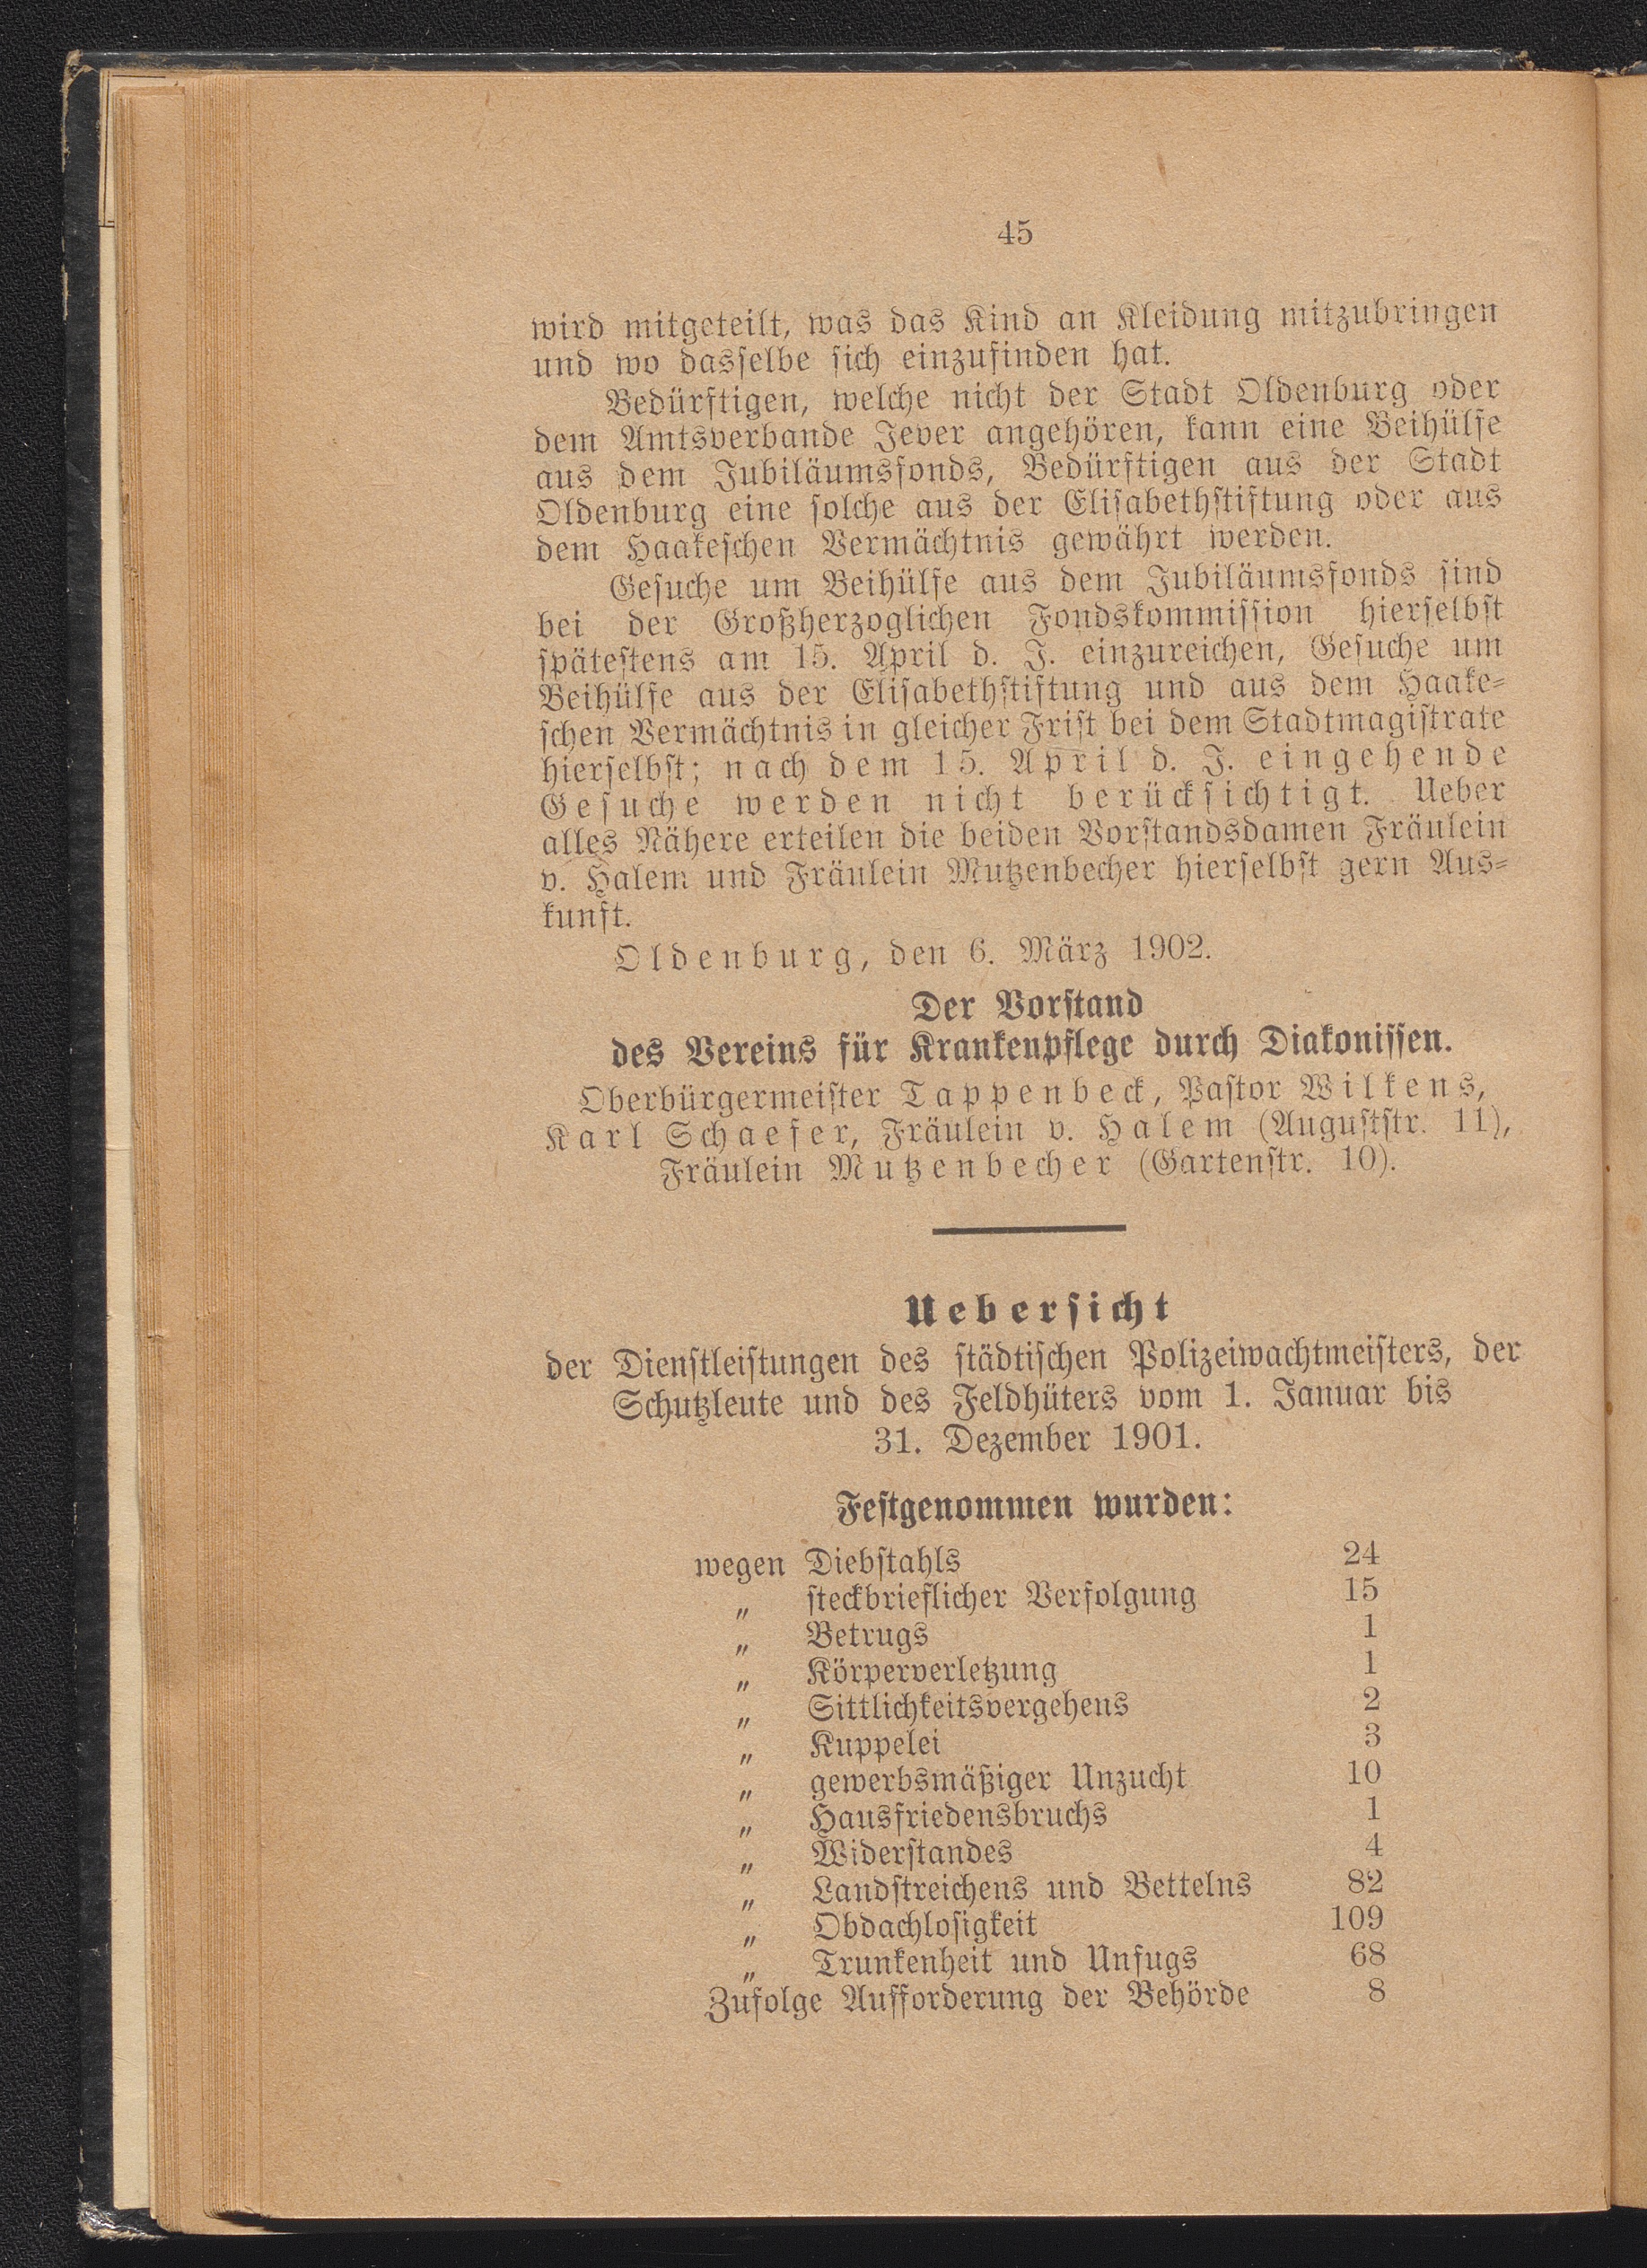 45
wird mitgeteilt, was das Kind an Kleidung mitzubringen
und wo dasselbe sich einzufinden hat.
Bedürftigen, welche nicht der Stadt Oldenburg oder
dem Amtsverbande Jever angehören, kann eine Beihülfe
aus dem Jubiläumsfonds, Bedürftigen aus der Stadt
Oldenburg eine solche aus der Elisabethstiftung oder aus
dem Haakeschen Vermächtnis gewährt werden.
Gesuche um Beihülfe aus dem Jubiläumsfonds sind
bei der Großherzoglichen Fondskommission hierselbst
spätestens am 15. April d. J. einzureichen, Gesuche um
Beihülfe aus der Elisabethstiftung und aus dem Haake-
schen Vermächtnis in gleicher Frist bei dem Stadtmagistrate
hierselbst; nach dem 15. April d. J. eingehende
Gesuche werden nicht berücksichtigt. Ueber
alles Nähere erteilen die beiden Vorstandsdamen Fräulein
v. Halem und Fräulein Mutzenbecher hierselbst gern Aus-
kunft.
Oldenburg, den 6. März 1902.
Der Vorstand
des Vereins für Krankenpflege durch Diakonissen.
Oberbürgermeister Tappenbeck, Pastor Wilkens,
Karl Schaefer, Fräulein v. Halem (Auguststr. 11),
Fräulein Mutzenbecher (Gartenstr. 10).
Uebersicht
der Dienstleistungen des städtischen Polizeiwachtmeisters, der
Schutzleute und des Feldhüters vom 1. Januar bis
31. Dezember 1901.
Festgenommen wurden:
wegen Diebstahls 24
„ steckbrieflicher Verfolgung 15
„ Betrugs 1
„ Körperverletzung 1
„ Sittlichkeitsvergehens 2
„ Kuppelei 3
„ gewerbsmäßiger Unzucht 10
„ Hausfriedensbruchs 1
„ Widerstandes 4
„ Landstreichens und Bettelns 82
„ Obdachlosigkeit 109
„ Trunkenheit und Unfugs 68
Zufolge Aufforderung der Behörde 8